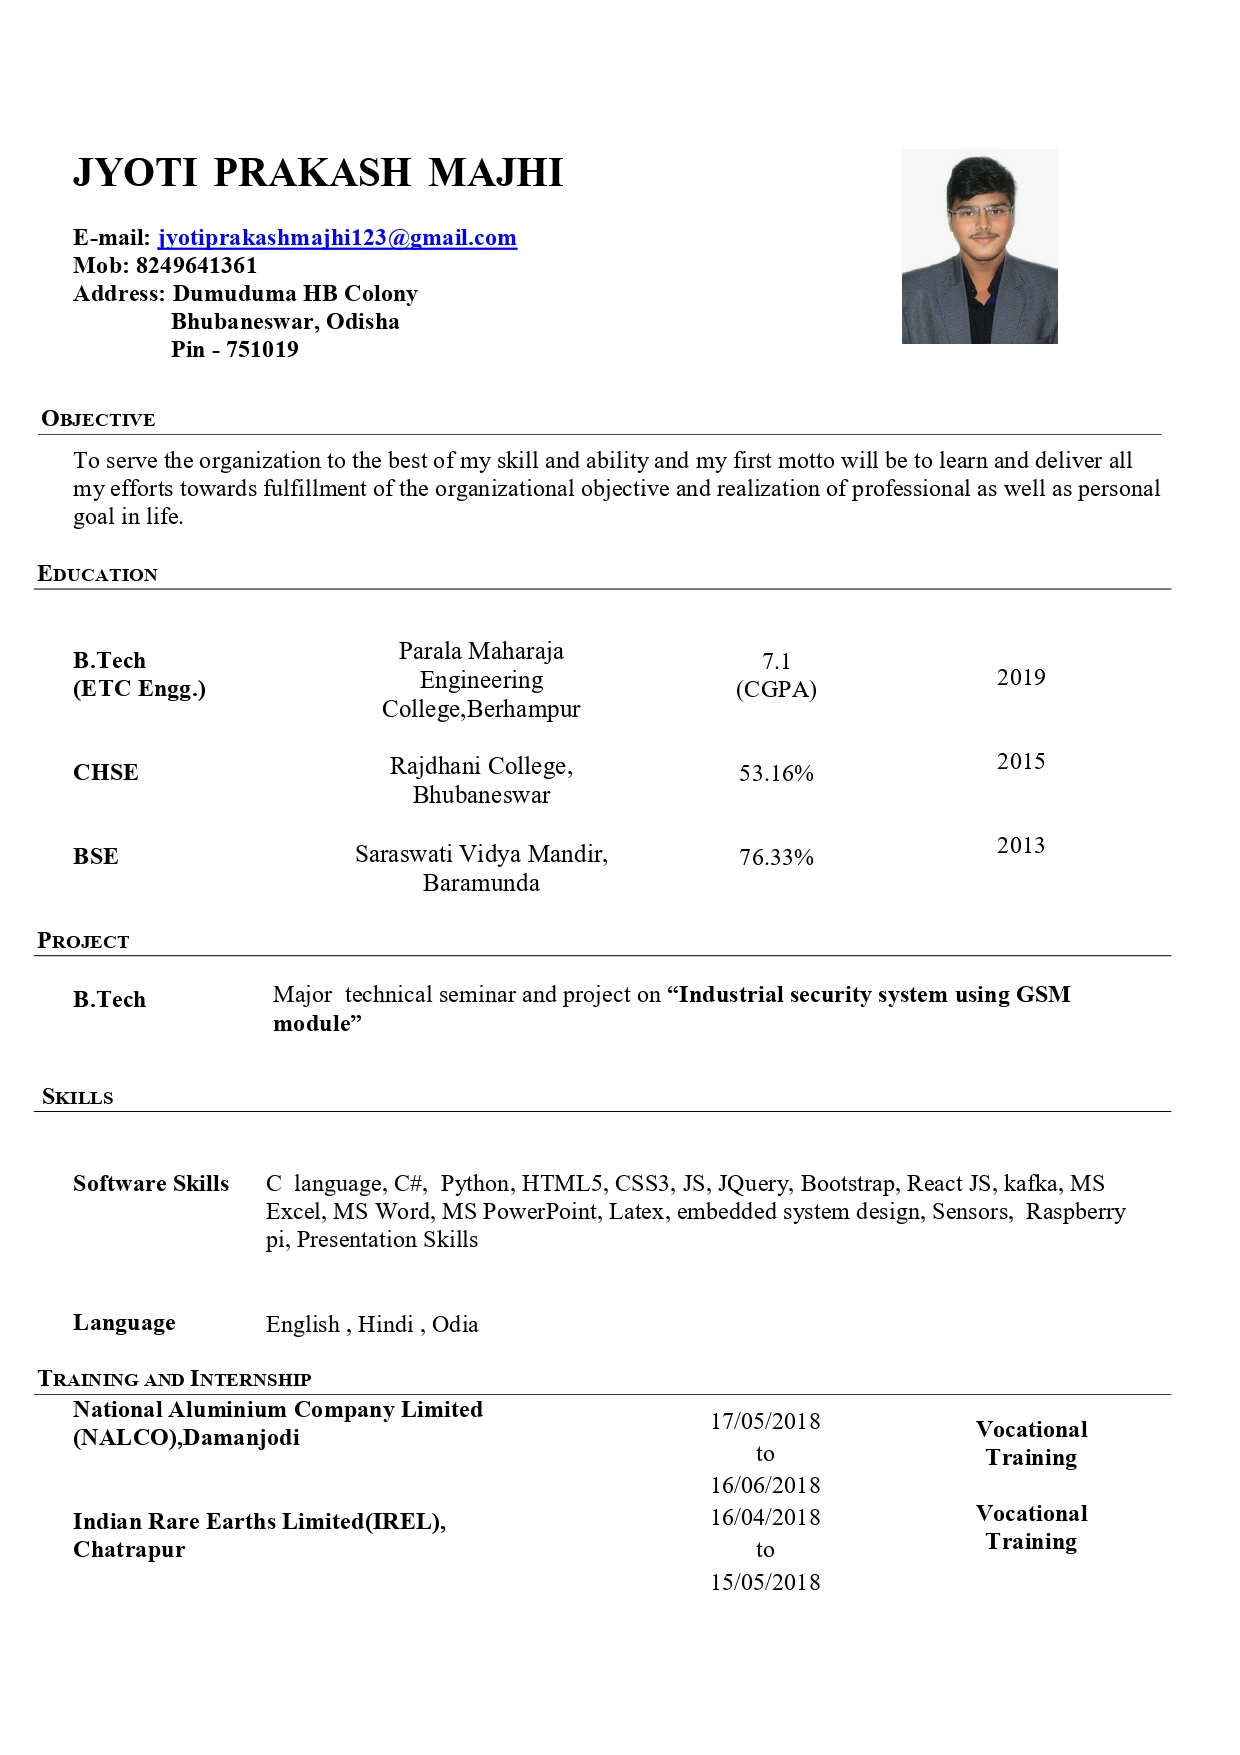 JYOTI PRAKASH MAJHI
E-mail: jyotiprakashmajhi123@gmail.com
Mob: 8249641361
Address: Dumuduma HB Colony
Bhubaneswar, Odisha
Pin - 751019
OBJECTIVE
To serve the organization to the best of my skill and ability and my first motto will be to learn and deliver all
my efforts towards fulfillment of the organizational objective and realization of professional as well as personal
goal in life.
EDUCATION
B.Tech
(ETC Engg.)
Parala Maharaja
Engineering
College,Berhampur
7.1
(CGPA)
2019
CHSE
Rajdhani College,
Bhubaneswar
53.16%
2015
BSE
Saraswati Vidya Mandir,
Baramunda
76.33%
2013
PROJECT
B.Tech
Major  technical seminar and project on “Industrial security system using GSM
module”
SKILLS
Software Skills
C  language, C#,  Python, HTML5, CSS3, JS, JQuery, Bootstrap, React JS, kafka, MS
Excel, MS Word, MS PowerPoint, Latex, embedded system design, Sensors,  Raspberry
pi, Presentation Skills
Language
English , Hindi , Odia
TRAINING AND INTERNSHIP
National Aluminium Company Limited
(NALCO),Damanjodi
17/05/2018
to
16/06/2018
Vocational
Training
Indian Rare Earths Limited(IREL),
Chatrapur
16/04/2018
to
15/05/2018
Vocational
Training